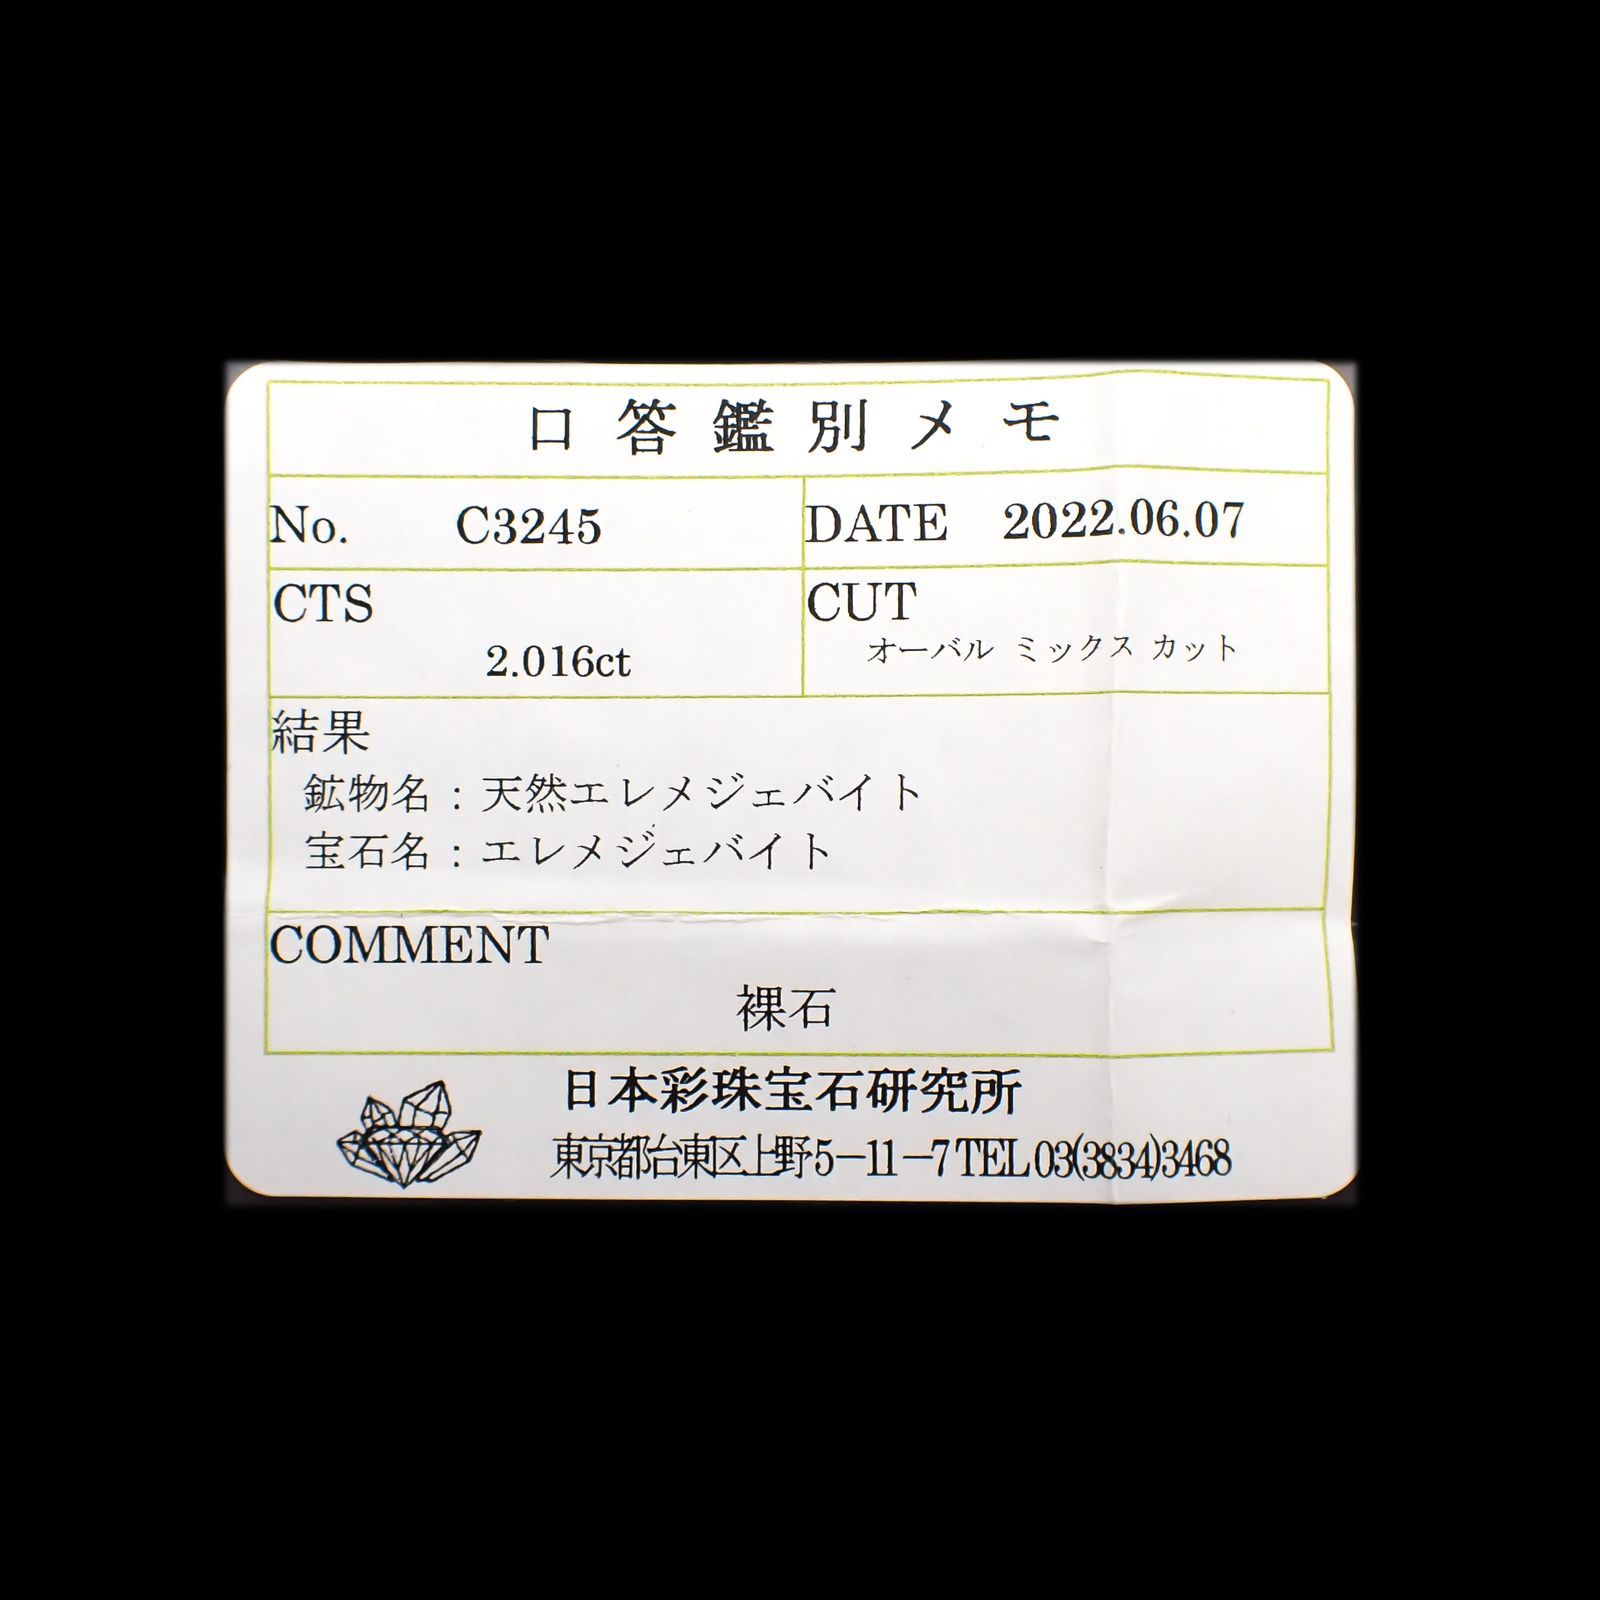 口答鑑別メモ
No. C3245 DATE 2022.06.07
CTS CUT
2.016ct オーバル ミックス カット
結果
鉱物名：天然エレメジェバイト
宝石名：エレメジェバイト
COMMENT
裸石
日本彩珠宝石研究所
東京都台東区上野5－11－7 TEL 03(3834)3468